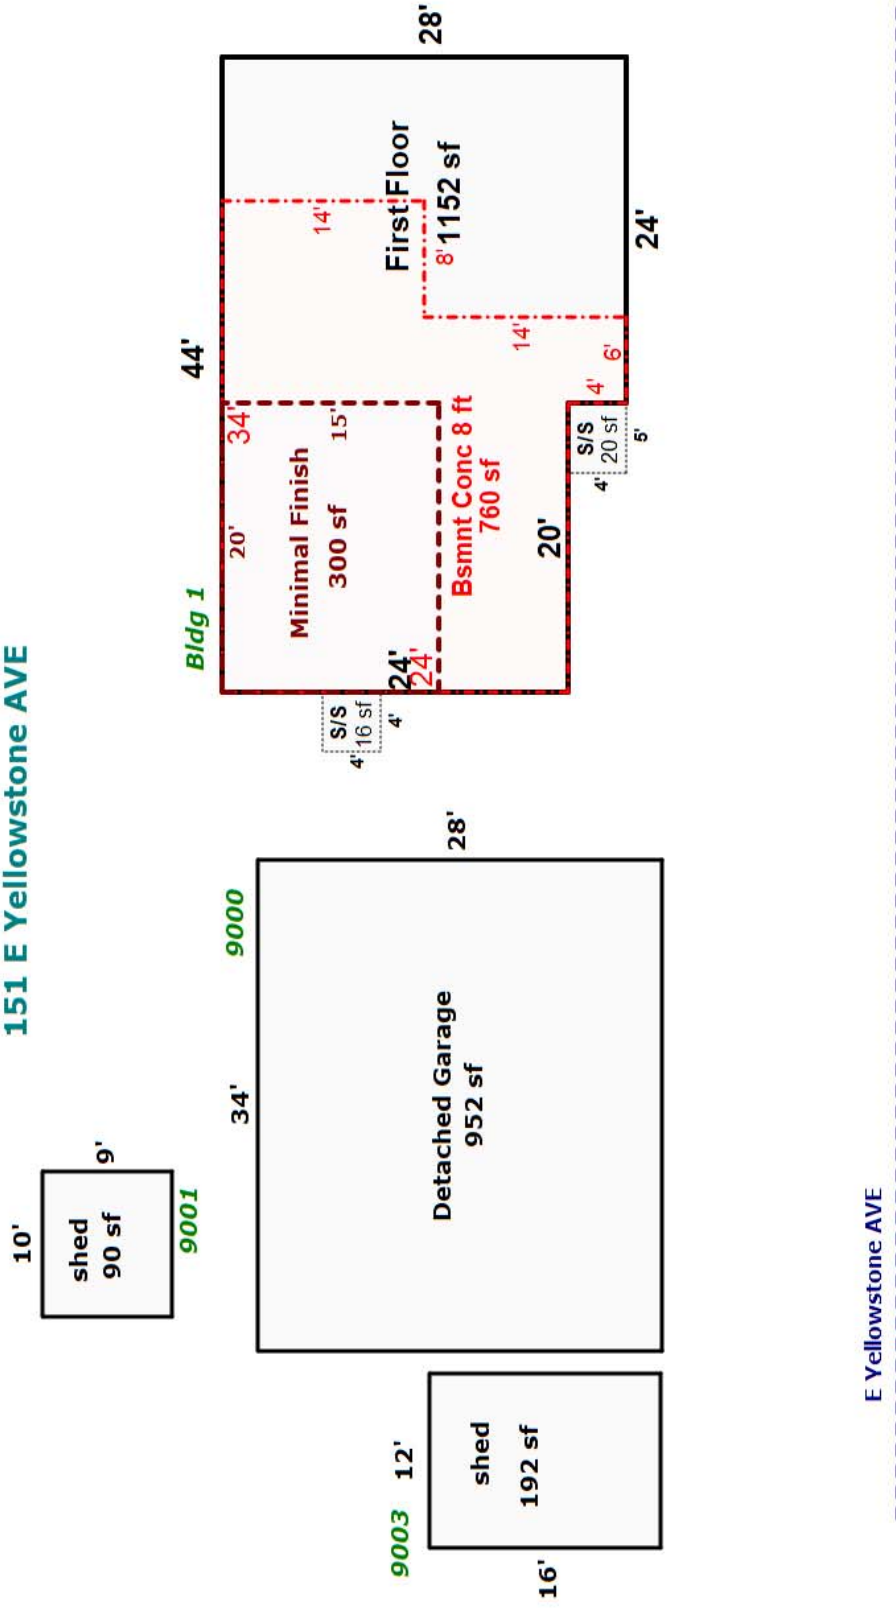 151 E Yellowstone AVE
10'
9'
shed
90 sf
9001
9003
12'
16'
shed
192 sf
9000
34'
28'
Detached Garage
952 sf
Bldg 1
44'
28'
First Floor
1152 sf
24'
20'
24'
24'
34'
14'
8'
14'
6'
4'
Bsmnt Conc 8 ft
760 sf
20'
15'
Minimal Finish
300 sf
S/S
16 sf
4'
4'
S/S
20 sf
4'
5'
E Yellowstone AVE